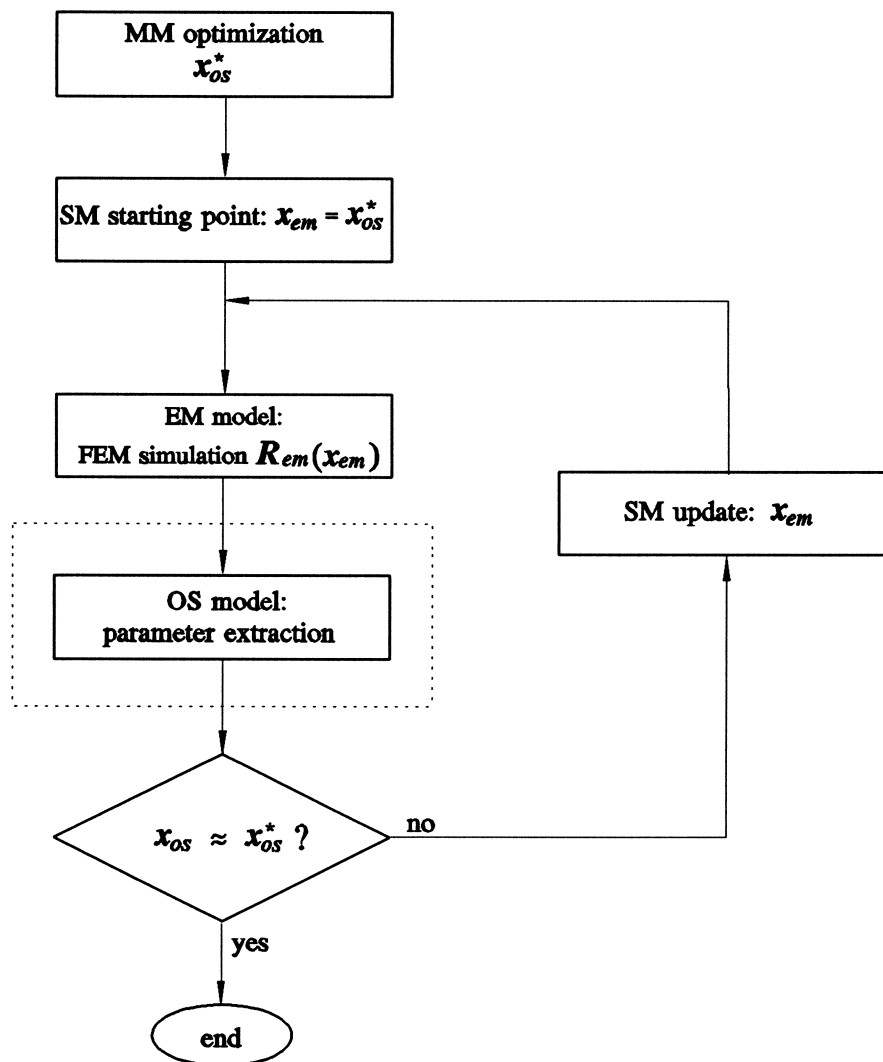 MM optimization
x*os
SM starting point: xem = x*os
EM model:
FEM simulation Rem(xem)
SM update: xem
OS model:
parameter extraction
xos ≈ x*os ?
no
yes
end